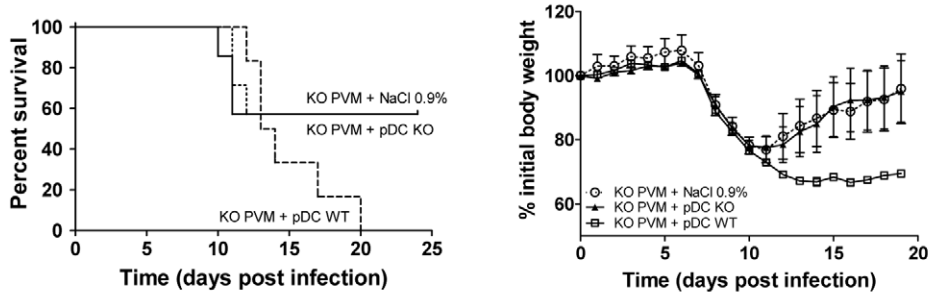 Percent survival
100
80
60
40
20
0
KO PVM + NaCl 0.9%
KO PVM + pDC KO
KO PVM + pDC WT
0 5 10 15 20 25
Time (days post infection)
% initial body weight
120
100
80
60
KO PVM + NaCl 0.9%
KO PVM + pDC KO
KO PVM + pDC WT
0 5 10 15 20
Time (days post infection)